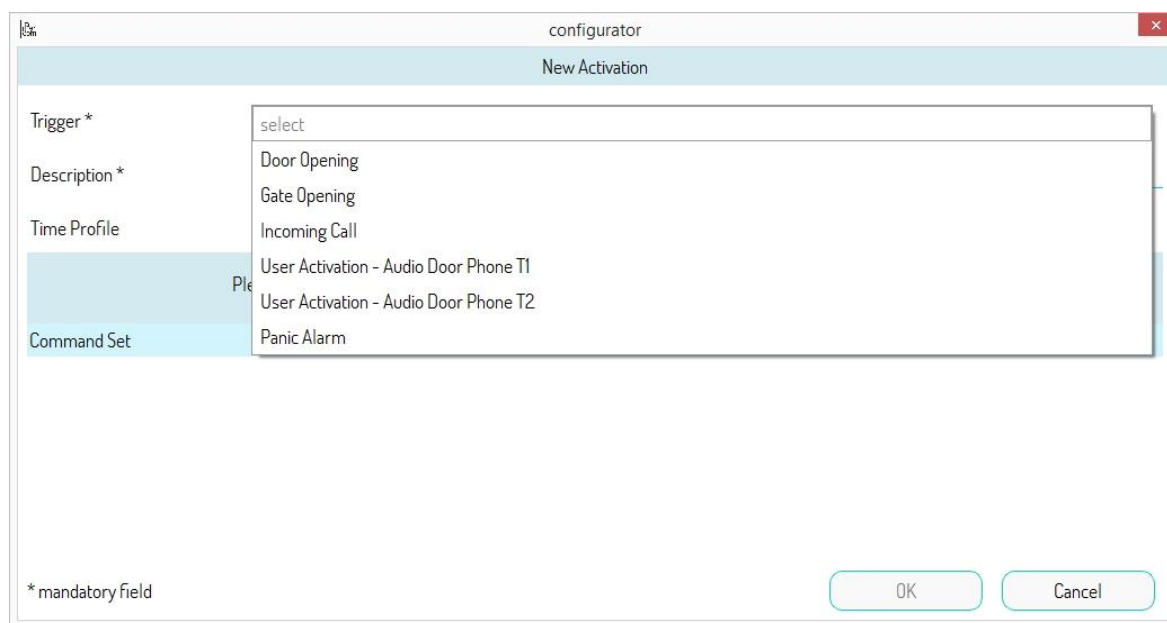 configurator
New Activation
Trigger *
select
Door Opening
Description *
Gate Opening
Time Profile
Incoming Call
User Activation - Audio Door Phone T1
User Activation - Audio Door Phone T2
Command Set
Panic Alarm
* mandatory field
OK
Cancel